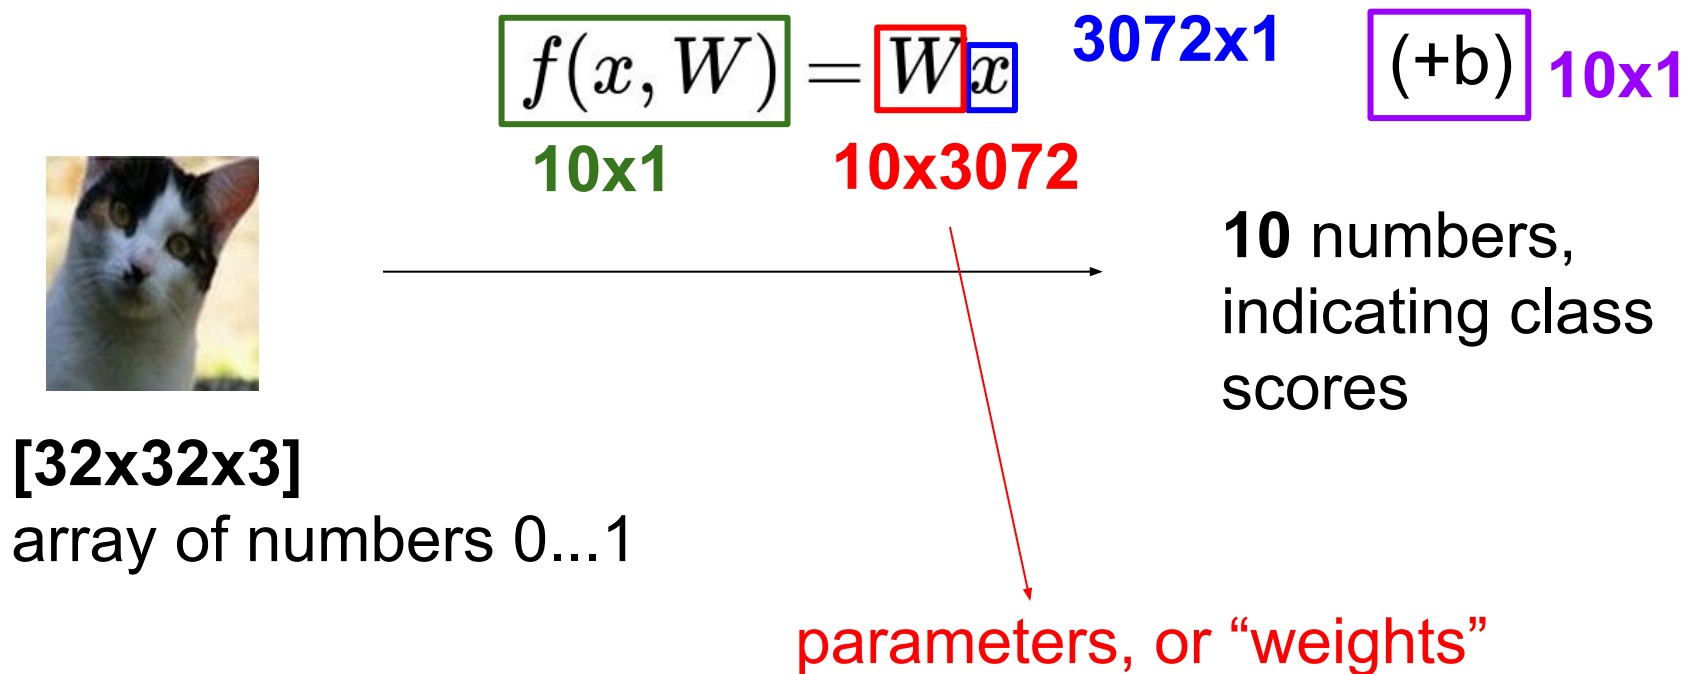 f(x, W) = Wx 3072x1 (+b) 10x1
10x1 10x3072
10 numbers,
indicating class
scores
[32x32x3]
array of numbers 0...1
parameters, or “weights”